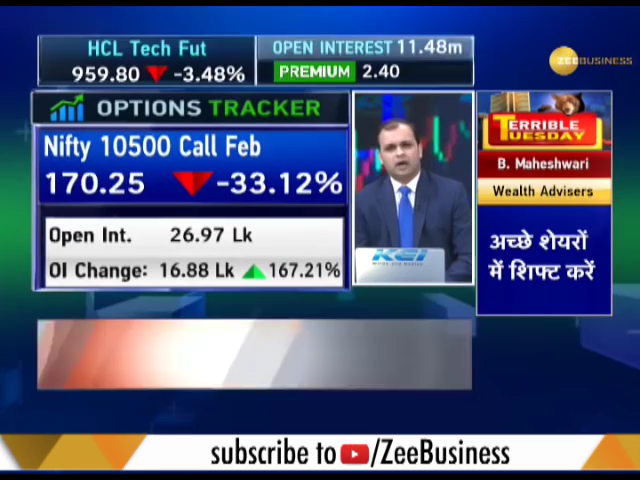 HCL Tech Fut
959.80 -3.48%
OPEN INTEREST 11.48m
PREMIUM 2.40
ZEEBUSINESS
OPTIONS TRACKER
Nifty 10500 Call Feb
170.25 -33.12%
Open Int. 26.97 Lk
OI Change: 16.88 Lk 167.21%
KEI
TERRIBLE
TUESDAY
B. Maheshwari
Wealth Advisers
अच्छे शेयरों
में शिफ्ट करें
subscribe to /ZeeBusiness